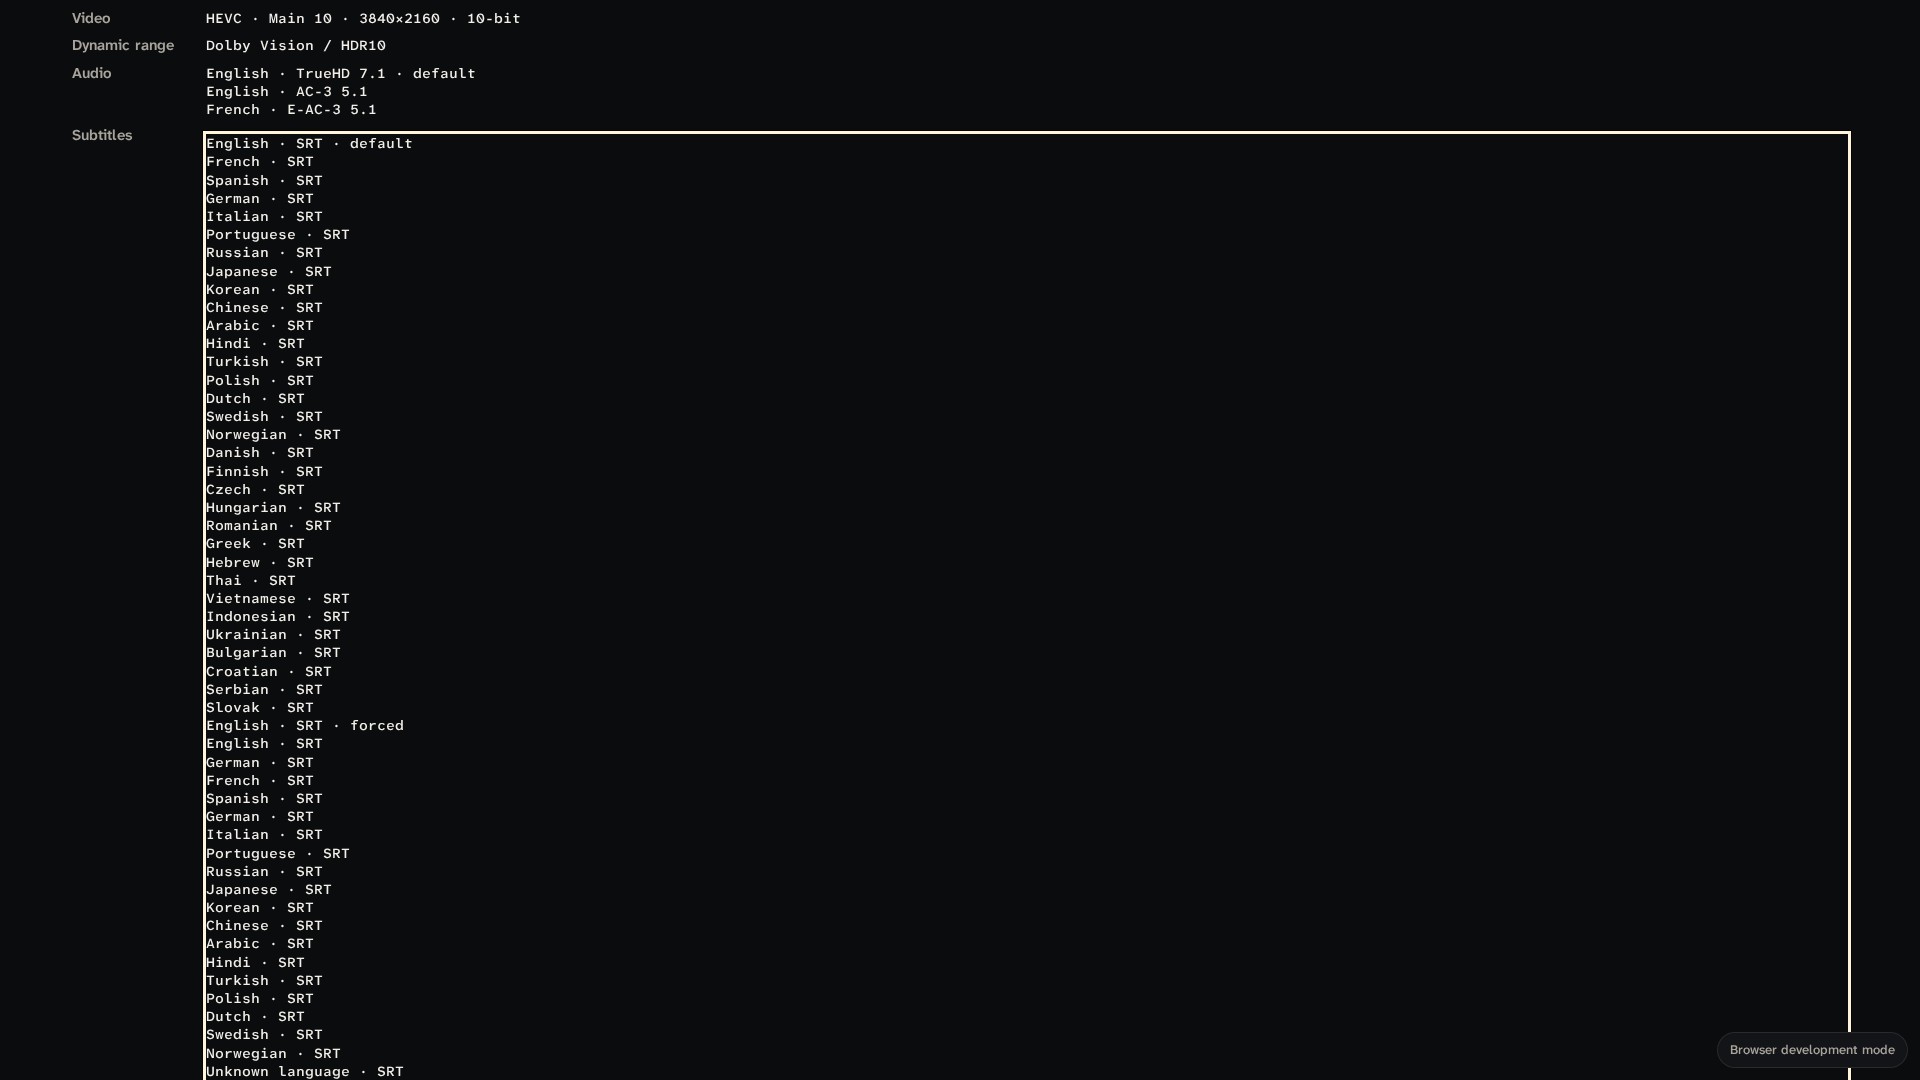 Video HEVC · Main 10 · 3840×2160 · 10-bit
Dynamic range Dolby Vision / HDR10
Audio English · TrueHD 7.1 · default
English · AC-3 5.1
French · E-AC-3 5.1
Subtitles
English · SRT · default
French · SRT
Spanish · SRT
German · SRT
Italian · SRT
Portuguese · SRT
Russian · SRT
Japanese · SRT
Korean · SRT
Chinese · SRT
Arabic · SRT
Hindi · SRT
Turkish · SRT
Polish · SRT
Dutch · SRT
Swedish · SRT
Norwegian · SRT
Danish · SRT
Finnish · SRT
Czech · SRT
Hungarian · SRT
Romanian · SRT
Greek · SRT
Hebrew · SRT
Thai · SRT
Vietnamese · SRT
Indonesian · SRT
Ukrainian · SRT
Bulgarian · SRT
Croatian · SRT
Serbian · SRT
Slovak · SRT
English · SRT · forced
English · SRT
German · SRT
French · SRT
Spanish · SRT
German · SRT
Italian · SRT
Portuguese · SRT
Russian · SRT
Japanese · SRT
Korean · SRT
Chinese · SRT
Arabic · SRT
Hindi · SRT
Turkish · SRT
Polish · SRT
Dutch · SRT
Swedish · SRT
Norwegian · SRT
Unknown language · SRT
Browser development mode